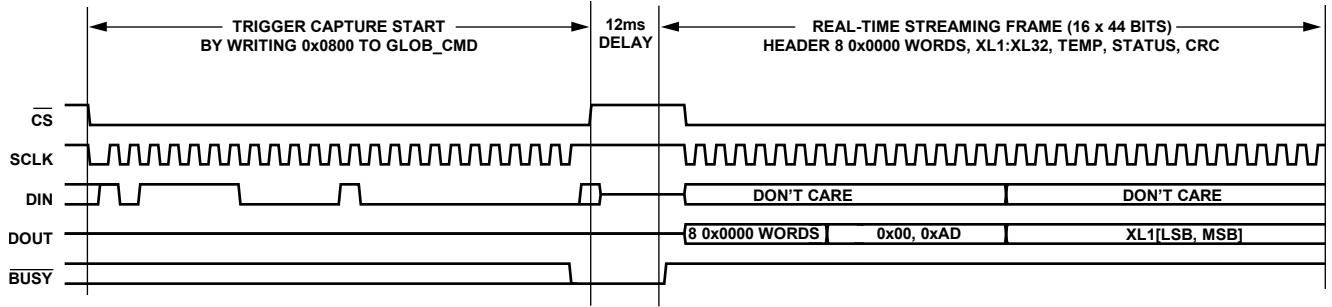 TRIGGER CAPTURE START
BY WRITING 0x0800 TO GLOB_CMD
12ms
DELAY
REAL-TIME STREAMING FRAME (16 x 44 BITS)
HEADER 8 0x0000 WORDS, XL1:XL32, TEMP, STATUS, CRC
CS
SCLK
DIN
DON'T CARE
DON'T CARE
DOUT
8 0x0000 WORDS
0x00, 0xAD
XL1[LSB, MSB]
BUSY